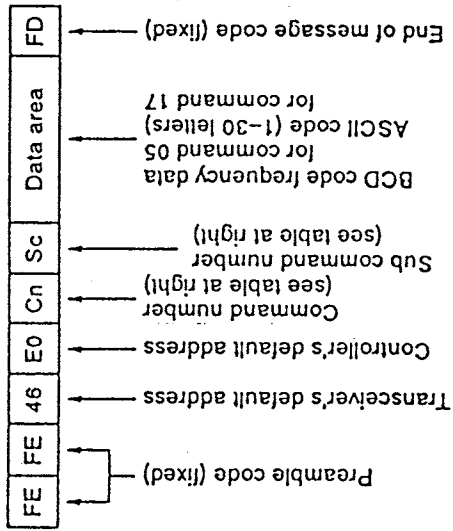 FE
FE
Preamble code (fixed)
46
Transceiver's default address
E0
Controller's default address
Cn
Command number
(see table at right)
Sc
Sub command number
(see table at right)
Data area
BCD code frequency data
for command 05
ASCII code (1–30 letters)
for command 17
FD
End of message code (fixed)